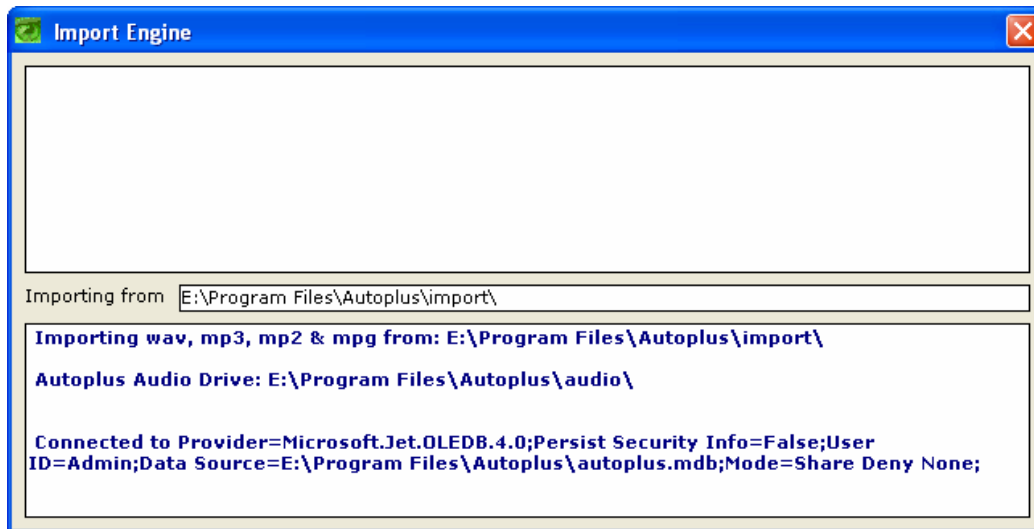 Import Engine
Importing from E:\Program Files\Autoplus\import\
Importing wav, mp3, mp2 & mpg from: E:\Program Files\Autoplus\import\
Autoplus Audio Drive: E:\Program Files\Autoplus\audio\
Connected to Provider=Microsoft.Jet.OLEDB.4.0;Persist Security Info=False;User
ID=Admin;Data Source=E:\Program Files\Autoplus\autoplus.mdb;Mode=Share Deny None;